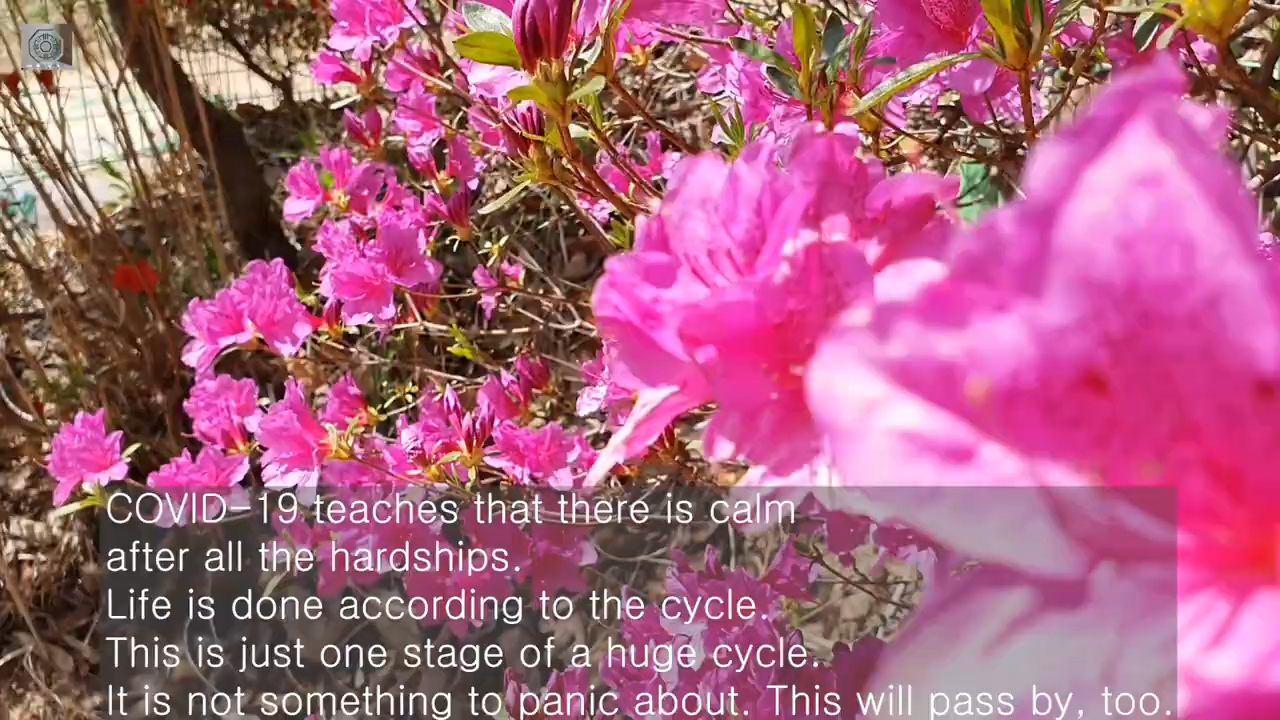 COVID-19 teaches that there is calm
after all the hardships.
Life is done according to the cycle.
This is just one stage of a huge cycle.
It is not something to panic about. This will pass by, too.